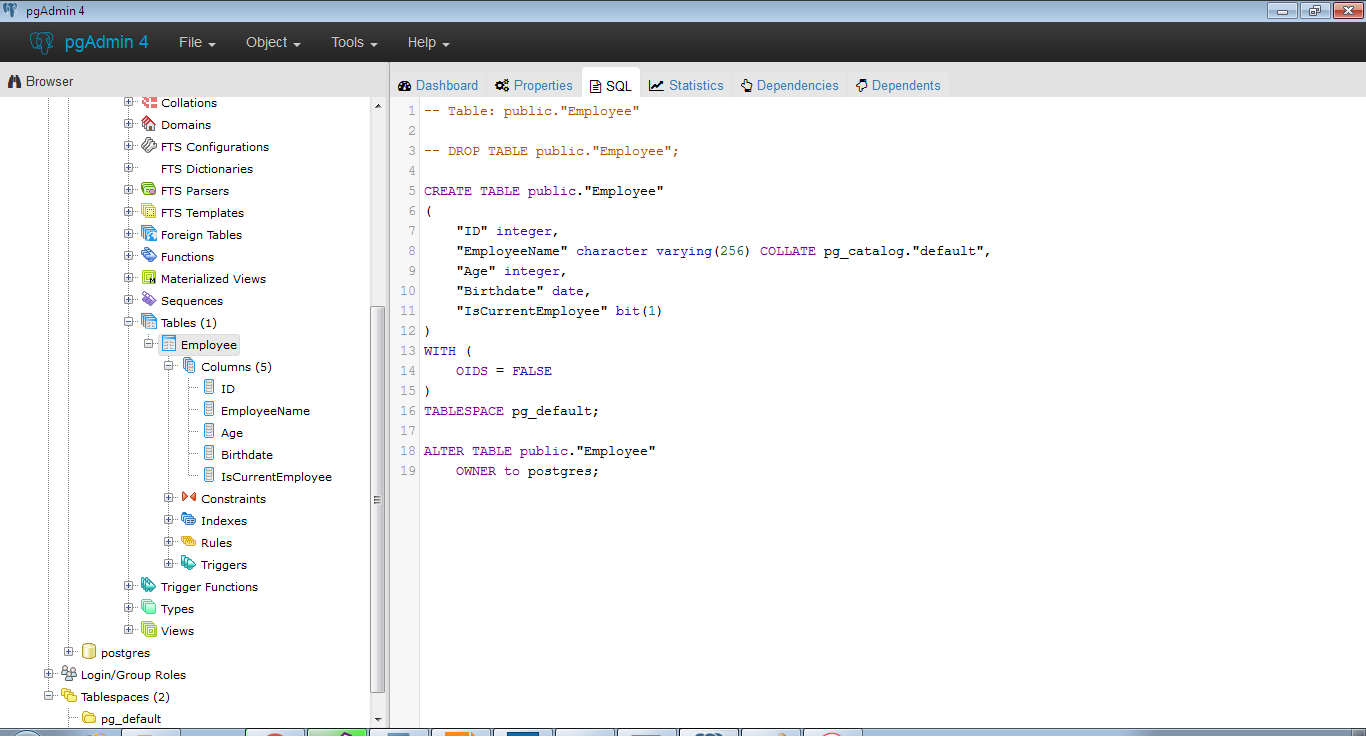 pgAdmin 4
pgAdmin 4 File Object Tools Help
Browser
Collations
Domains
FTS Configurations
FTS Dictionaries
FTS Parsers
FTS Templates
Foreign Tables
Functions
Materialized Views
Sequences
Tables (1)
Employee
Columns (5)
ID
EmployeeName
Age
Birthdate
IsCurrentEmployee
Constraints
Indexes
Rules
Triggers
Trigger Functions
Types
Views
postgres
Login/Group Roles
Tablespaces (2)
pg_default
Dashboard Properties SQL Statistics Dependencies Dependents
1 -- Table: public."Employee"
2
3 -- DROP TABLE public."Employee";
4
5 CREATE TABLE public."Employee"
6 (
7     "ID" integer,
8     "EmployeeName" character varying(256) COLLATE pg_catalog."default",
9     "Age" integer,
10     "Birthdate" date,
11     "IsCurrentEmployee" bit(1)
12 )
13 WITH (
14     OIDS = FALSE
15 )
16 TABLESPACE pg_default;
17
18 ALTER TABLE public."Employee"
19     OWNER to postgres;